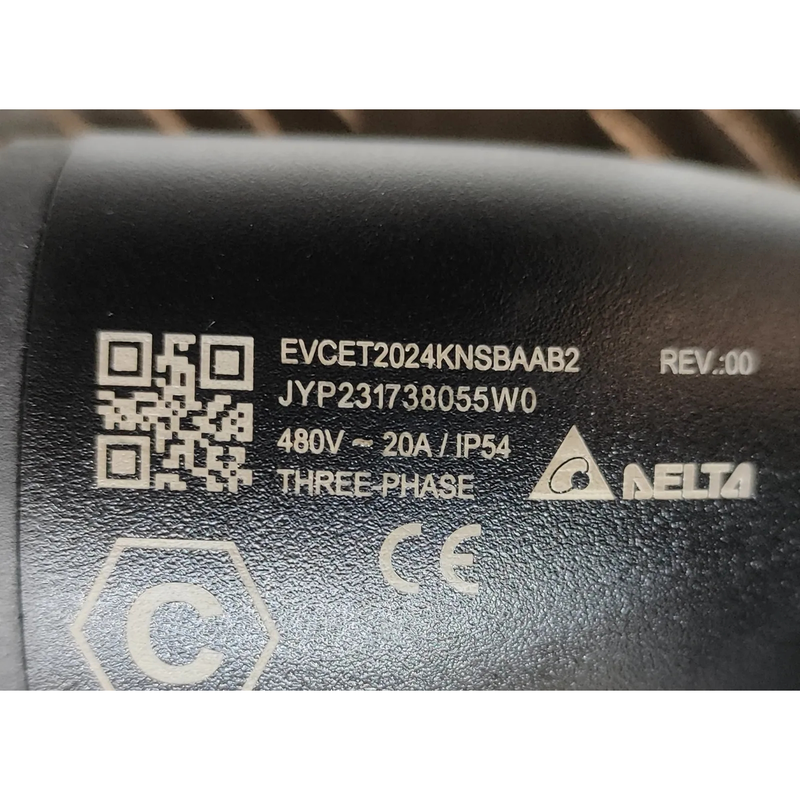 EVCET2024KNSBAAB2 REV.:00
JYP231738055W0
480V ~ 20A / IP54
THREE-PHASE
DELTA
CE
C